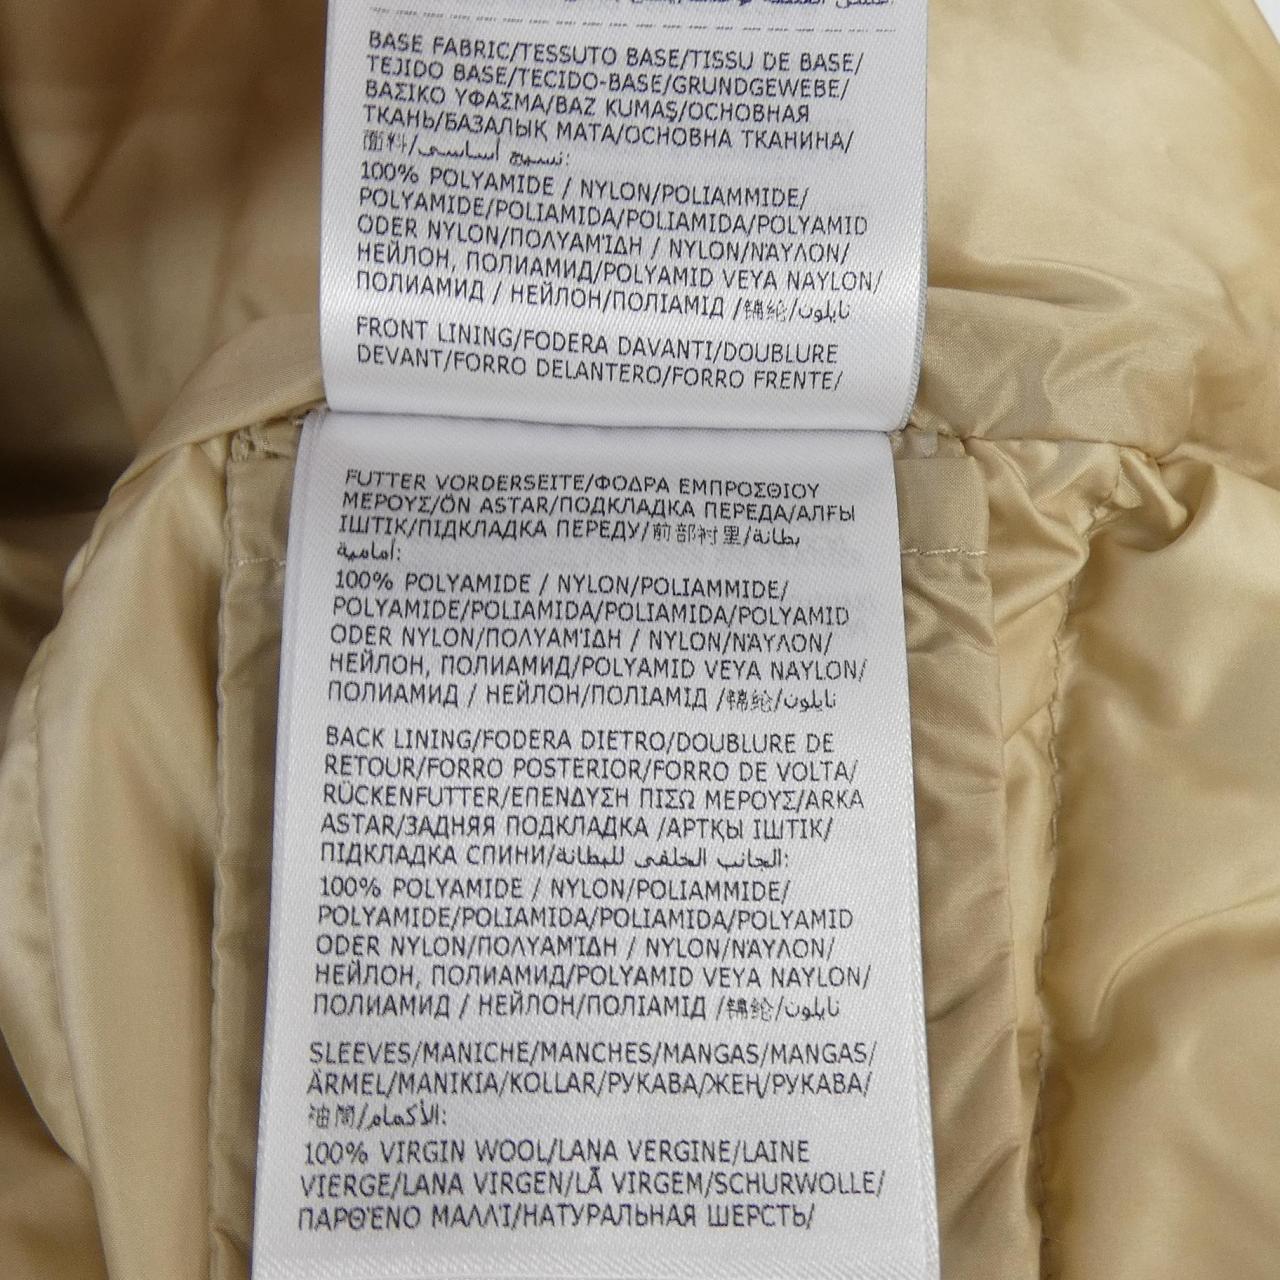 BASE FABRIC/TESSUTO BASE/TISSU DE BASE/
TEJIDO BASE/TECIDO-BASE/GRUNDGEWEBE/
ΒΑΣΙΚΟ ΥΦΑΣΜΑ/BAZ KUMAŞ/ОСНОВНАЯ
ТКАНЬ/БАЗАЛЫҚ МАТА/ОСНОВНА ТКАНИНА/
面料/نسيج أساسي:
100% POLYAMIDE / NYLON/POLIAMMIDE/
POLYAMIDE/POLIAMIDA/POLIAMIDA/POLYAMID
ODER NYLON/ΠΟΛΥΑΜΊΔΗ / NYLON/ΝΆΥΛΟΝ/
НЕЙЛОН, ПОЛИАМИД/POLYAMID VEYA NAYLON/
ПОЛИАМИД / НЕЙЛОН/ПОЛІАМІД /锦纶/نايلون
FRONT LINING/FODERA DAVANTI/DOUBLURE
DEVANT/FORRO DELANTERO/FORRO FRENTE/
FUTTER VORDERSEITE/ΦΟΔΡΑ ΕΜΠΡΟΣΘΙΟΥ
ΜΕΡΟΥΣ/ÖN ASTAR/ПОДКЛАДКА ПЕРЕДА/АЛҒЫ
ІШТІК/ПІДКЛАДКА ПЕРЕДУ/前部衬里/بطانة
أمامية:
100% POLYAMIDE / NYLON/POLIAMMIDE/
POLYAMIDE/POLIAMIDA/POLIAMIDA/POLYAMID
ODER NYLON/ΠΟΛΥΑΜΊΔΗ / NYLON/ΝΆΥΛΟΝ/
НЕЙЛОН, ПОЛИАМИД/POLYAMID VEYA NAYLON/
ПОЛИАМИД / НЕЙЛОН/ПОЛІАМІД /锦纶/نايلون
BACK LINING/FODERA DIETRO/DOUBLURE DE
RETOUR/FORRO POSTERIOR/FORRO DE VOLTA/
RÜCKENFUTTER/ΕΠΕΝΔΥΣΗ ΠΙΣΩ ΜΕΡΟΥΣ/ARKA
ASTAR/ЗАДНЯЯ ПОДКЛАДКА /АРТҚЫ ІШТІК/
ПІДКЛАДКА СПИНИ/الجانب الخلفي للبطانة:
100% POLYAMIDE / NYLON/POLIAMMIDE/
POLYAMIDE/POLIAMIDA/POLIAMIDA/POLYAMID
ODER NYLON/ΠΟΛΥΑΜΊΔΗ / NYLON/ΝΆΥΛΟΝ/
НЕЙЛОН, ПОЛИАМИД/POLYAMID VEYA NAYLON/
ПОЛИАМИД / НЕЙЛОН/ПОЛІАМІД /锦纶/نايلون
SLEEVES/MANICHE/MANCHES/MANGAS/MANGAS/
ÄRMEL/ΜΑΝΙΚΙΑ/KOLLAR/РУКАВА/ЖЕҢ/РУКАВА/
油筒/الأكمام:
100% VIRGIN WOOL/LANA VERGINE/LAINE
VIERGE/LANA VIRGEN/LÃ VIRGEM/SCHURWOLLE/
ΠΑΡΘΈΝΟ ΜΑΛΛΊ/НАТУРАЛЬНАЯ ШЕРСТЬ/